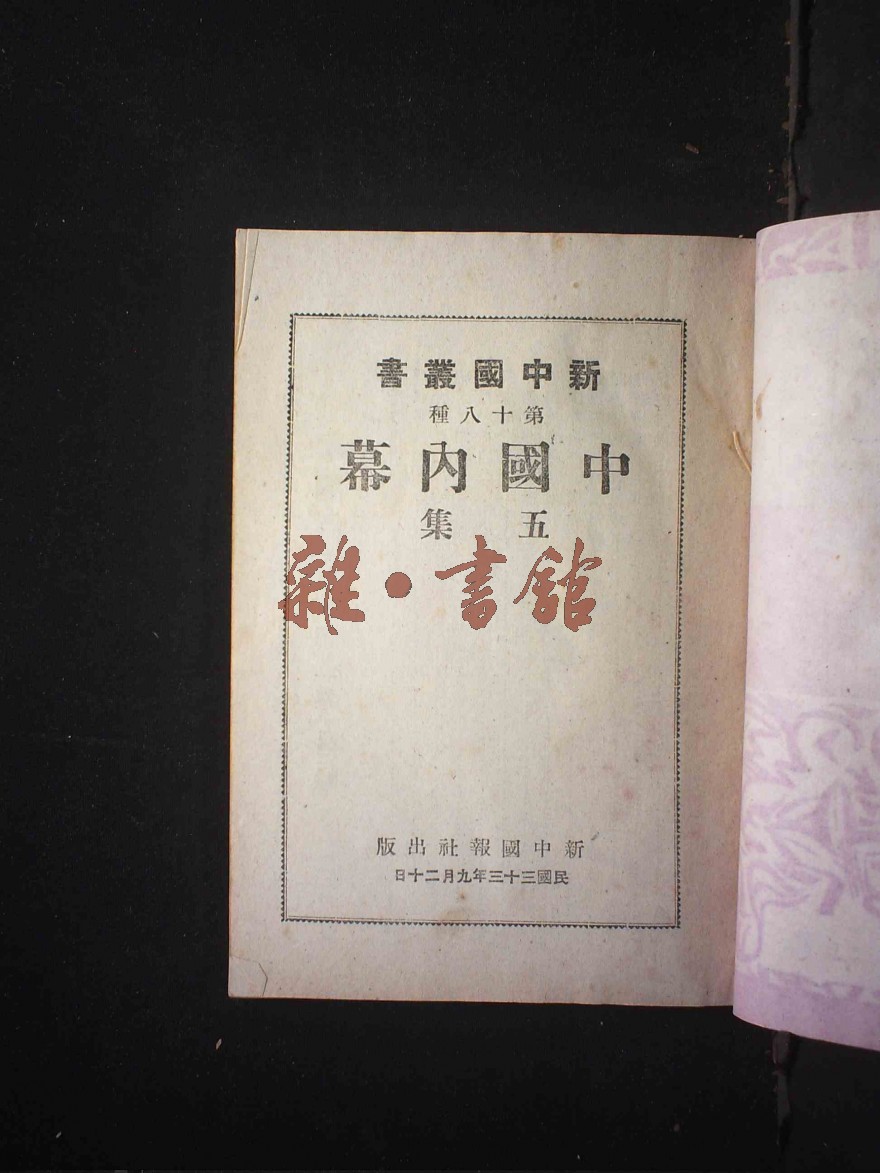 新中國叢書
第十八種
中國內幕
五集
雜·書館
新中國報社出版
民國三十三年九月二十日